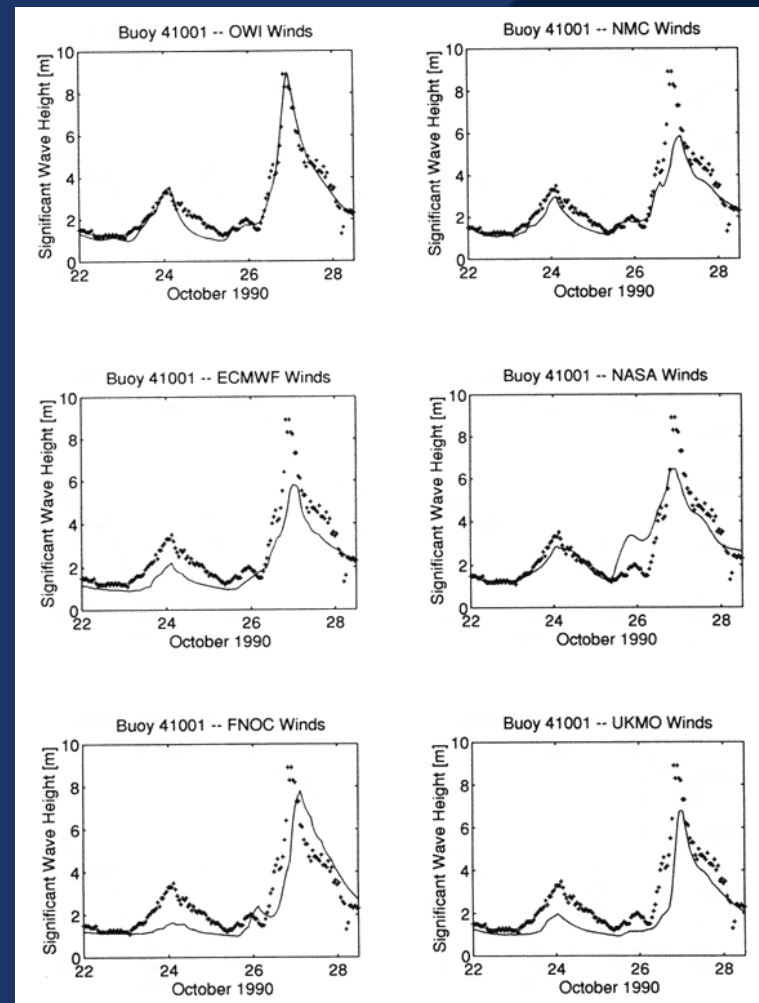 Buoy 41001 -- OWI Winds
Significant Wave Height [m]
10
8
6
4
2
0
22 24 26 28
October 1990
Buoy 41001 -- NMC Winds
Significant Wave Height [m]
10
8
6
4
2
0
22 24 26 28
October 1990
Buoy 41001 -- ECMWF Winds
Significant Wave Height [m]
10
8
6
4
2
0
22 24 26 28
October 1990
Buoy 41001 -- NASA Winds
Significant Wave Height [m]
10
8
6
4
2
0
22 24 26 28
October 1990
Buoy 41001 -- FNOC Winds
Significant Wave Height [m]
10
8
6
4
2
0
22 24 26 28
October 1990
Buoy 41001 -- UKMO Winds
Significant Wave Height [m]
10
8
6
4
2
0
22 24 26 28
October 1990